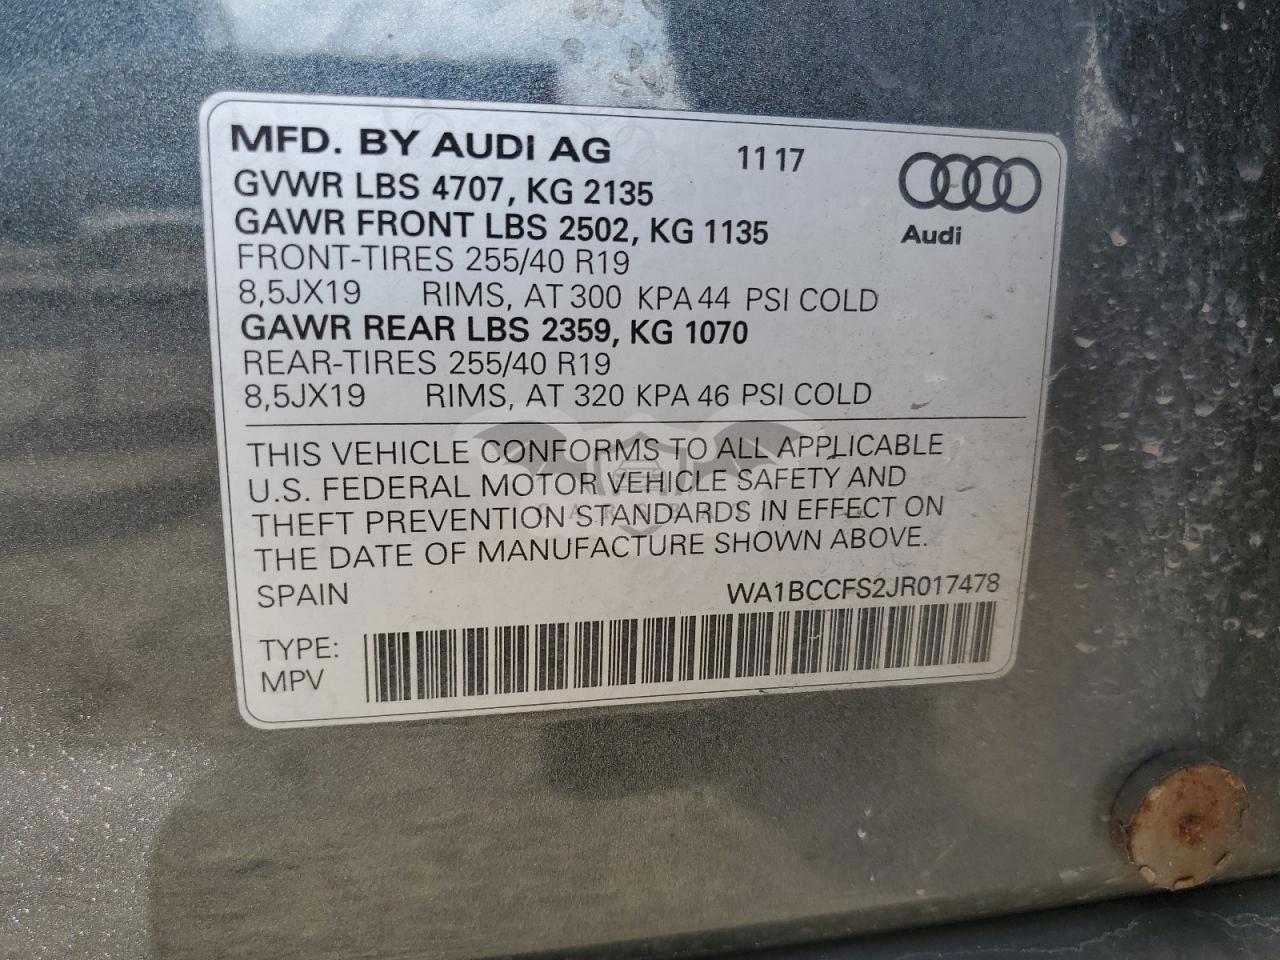 MFD. BY AUDI AG 11 17
GVWR LBS 4707, KG 2135
GAWR FRONT LBS 2502, KG 1135
Audi
FRONT-TIRES 255/40 R19
8,5JX19 RIMS, AT 300 KPA 44 PSI COLD
GAWR REAR LBS 2359, KG 1070
REAR-TIRES 255/40 R19
8,5JX19 RIMS, AT 320 KPA 46 PSI COLD
THIS VEHICLE CONFORMS TO ALL APPLICABLE
U.S. FEDERAL MOTOR VEHICLE SAFETY AND
THEFT PREVENTION STANDARDS IN EFFECT ON
THE DATE OF MANUFACTURE SHOWN ABOVE.
SPAIN WA1BCCFS2JR017478
TYPE:
MPV